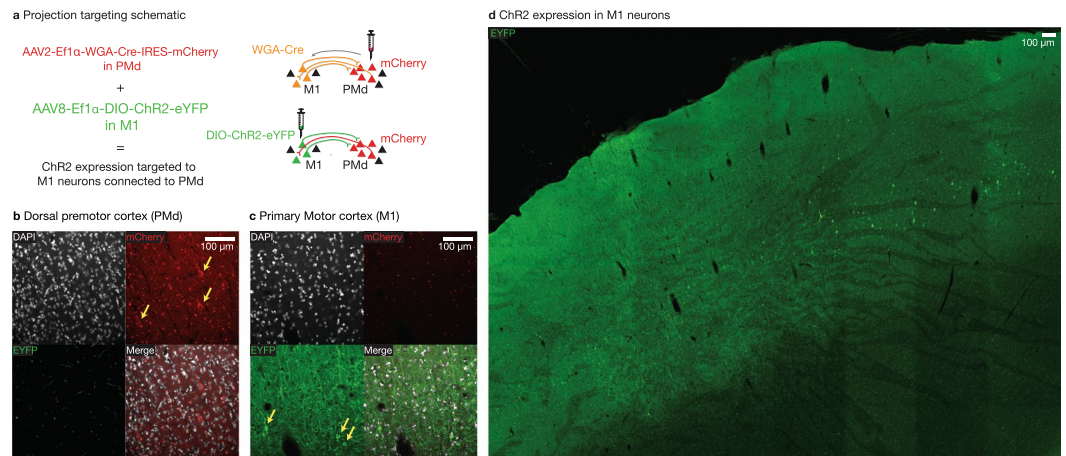 a Projection targeting schematic
AAV2-Ef1α-WGA-Cre-IRES-mCherry
in PMd
+
AAV8-Ef1α-DIO-ChR2-eYFP
in M1
=
ChR2 expression targeted to
M1 neurons connected to PMd
WGA-Cre
mCherry
M1
PMd
DIO-ChR2-eYFP
mCherry
M1
PMd
b Dorsal premotor cortex (PMd)
DAPI
mCherry
100 µm
EYFP
Merge
c Primary Motor cortex (M1)
DAPI
mCherry
100 µm
EYFP
Merge
d ChR2 expression in M1 neurons
EYFP
100 µm